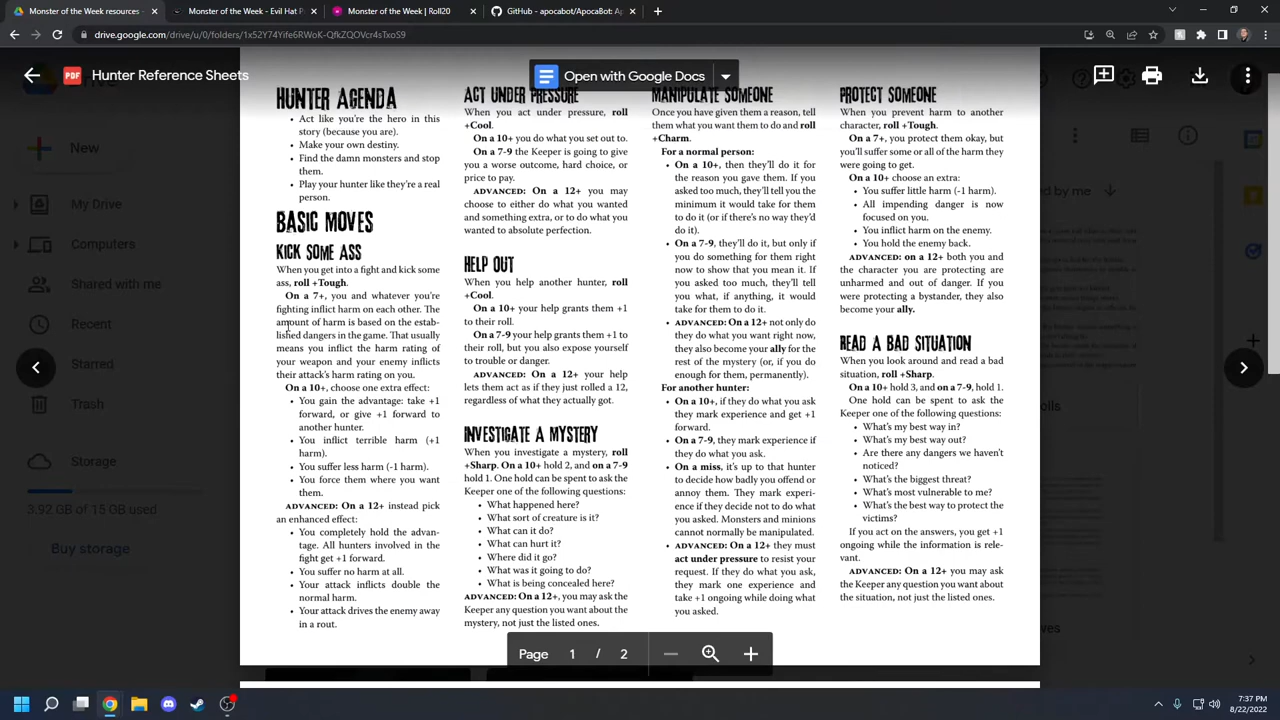 Elven Tower - M
Monster of the Week | Roll20
GitHub - Bobatu/Bobatu: Ap
drive.google.com/drive/u/0/folders/1x52Y74Yife6RWoK-QfkZQOVcr4sTxoS9
Hunter Reference Sheets
Open with Google Docs
New
My Drive
Computers
Shared with me
Recent
Starred
Trash
Storage
3.92 GB of 15 GB used
Buy storage
HUNTER AGENDA
• Act like you’re the hero in this
story (because you are).
• Make your own destiny.
• Find the damn monsters and stop
them.
• Play your hunter like they’re a real
person.
BASIC MOVES
KICK SOME ASS
When you get into a fight and kick some
ass, roll +Tough.
On a 7+, you and whatever you’re
fighting inflict harm on each other. The
amount of harm is based on the estab-
lished dangers in the game. That usually
means you inflict the harm rating of
your weapon and your enemy inflicts
their attack’s harm rating on you.
On a 10+, choose one extra effect:
• You gain the advantage: take +1
forward, or give +1 forward to
another hunter.
• You inflict terrible harm (+1
harm).
• You suffer less harm (-1 harm).
• You force them where you want
them.
ADVANCED: On a 12+ instead pick
an enhanced effect:
• You completely hold the advan-
tage. All hunters involved in the
fight get +1 forward.
• You suffer no harm at all.
• Your attack inflicts double the
normal harm.
• Your attack drives the enemy away
in a rout.
ACT UNDER PRESSURE
When you act under pressure, roll
+Cool.
On a 10+ you do what you set out to.
On a 7-9 the Keeper is going to give
you a worse outcome, hard choice, or
price to pay.
ADVANCED: On a 12+ you may
choose to either do what you wanted
and something extra, or to do what you
wanted to absolute perfection.
HELP OUT
When you help another hunter, roll
+Cool.
On a 10+ your help grants them +1
to their roll.
On a 7-9 your help grants them +1 to
their roll, but you also expose yourself
to trouble or danger.
ADVANCED: On a 12+ your help
lets them act as if they just rolled a 12,
regardless of what they actually got.
INVESTIGATE A MYSTERY
When you investigate a mystery, roll
+Sharp. On a 10+ hold 2, and on a 7-9
hold 1. One hold can be spent to ask the
Keeper one of the following questions:
• What happened here?
• What sort of creature is it?
• What can it do?
• What can hurt it?
• Where did it go?
• What was it going to do?
• What is being concealed here?
ADVANCED: On a 12+, you may ask the
Keeper any question you want about the
mystery, not just the listed ones.
MANIPULATE SOMEONE
Once you have given them a reason, tell
them what you want them to do and roll
+Charm.
For a normal person:
• On a 10+, then they’ll do it for
the reason you gave them. If you
asked too much, they’ll tell you the
minimum it would take for them
to do it (or if there’s no way they’d
do it).
• On a 7-9, they’ll do it, but only if
you do something for them right
now to show that you mean it. If
you asked too much, they’ll tell
you what, if anything, it would
take for them to do it.
• ADVANCED: On a 12+ not only do
they do what you want right now,
they also become your ally for the
rest of the mystery (or, if you do
enough for them, permanently).
For another hunter:
• On a 10+, if they do what you ask
they mark experience and get +1
forward.
• On a 7-9, they mark experience if
they do what you ask.
• On a miss, it’s up to that hunter
to decide how badly you offend or
annoy them. They mark experi-
ence if they decide not to do what
you asked. Monsters and minions
cannot normally be manipulated.
• ADVANCED: On a 12+ they must
act under pressure to resist your
request. If they do what you ask,
they mark one experience and
take +1 ongoing while doing what
you asked.
PROTECT SOMEONE
When you prevent harm to another
character, roll +Tough.
On a 7+, you protect them okay, but
you’ll suffer some or all of the harm they
were going to get.
On a 10+ choose an extra:
• You suffer little harm (-1 harm).
• All impending danger is now
focused on you.
• You inflict harm on the enemy.
• You hold the enemy back.
ADVANCED: on a 12+ both you and
the character you are protecting are
unharmed and out of danger. If you
were protecting a bystander, they also
become your ally.
READ A BAD SITUATION
When you look around and read a bad
situation, roll +Sharp.
On a 10+ hold 3, and on a 7-9, hold 1.
One hold can be spent to ask the
Keeper one of the following questions:
• What’s my best way in?
• What’s my best way out?
• Are there any dangers we haven’t
noticed?
• What’s the biggest threat?
• What’s most vulnerable to me?
• What’s the best way to protect the
victims?
If you act on the answers, you get +1
ongoing while the information is rele-
vant.
ADVANCED: On a 12+ you may ask
the Keeper any question you want about
the situation, not just the listed ones.
Page 1 / 2
7:37 PM
7/27/2022